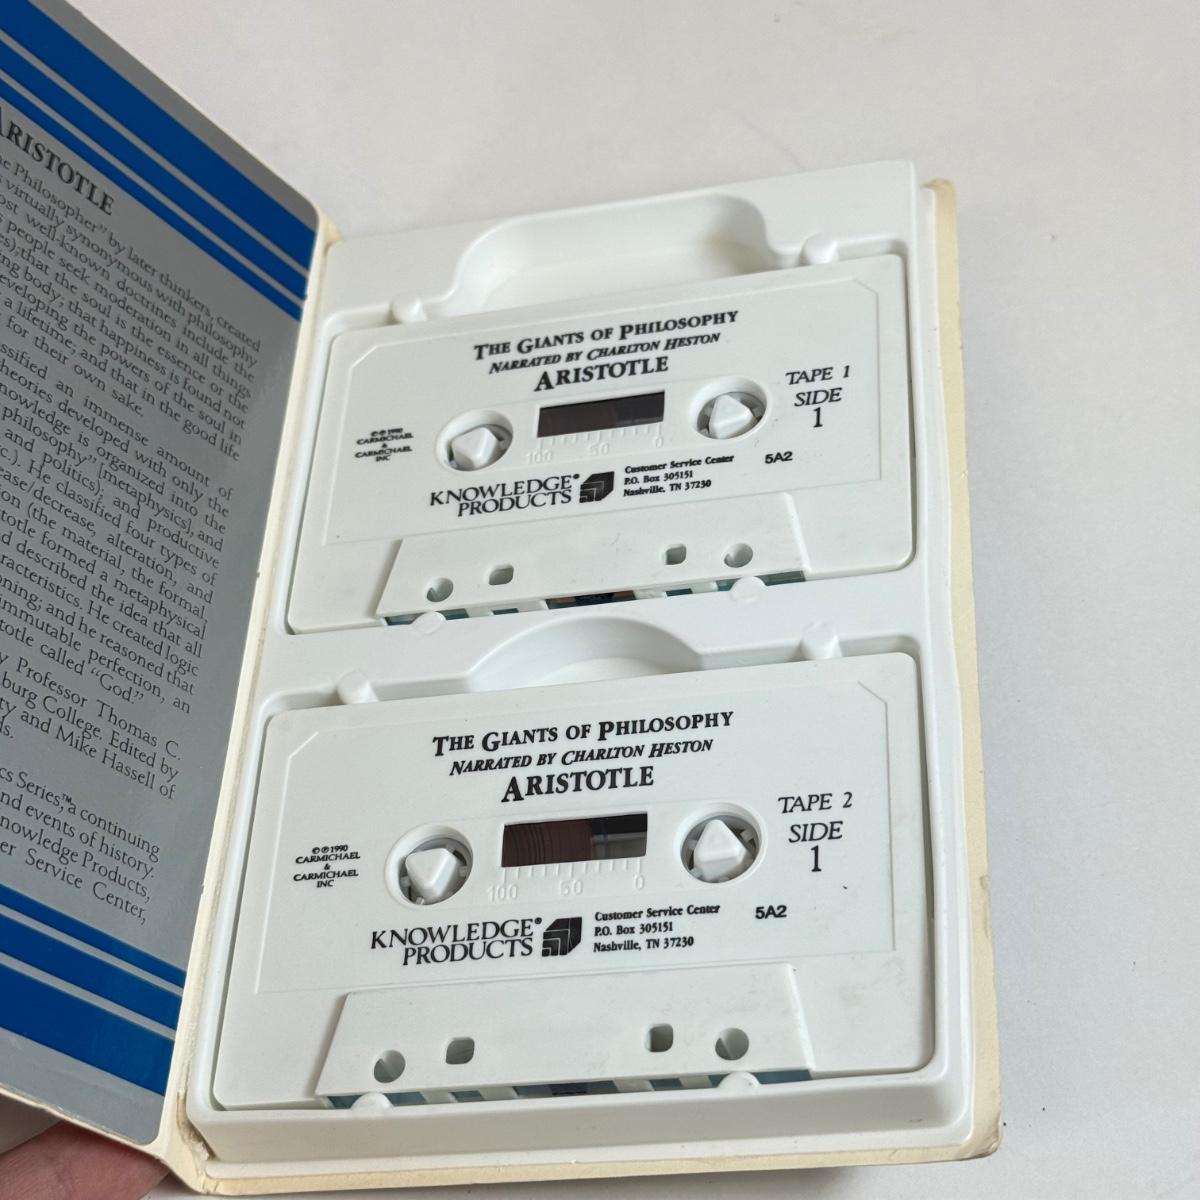 ARISTOTLE
Philosopher" by later thinkers, created
virtually synonymous with philosophy
well-known doctrines include the
people seek moderation in all things
that the soul is the essence or the
body; that happiness is found not
developing the powers of the soul in
a lifetime; and that in the good life
for their own sake.
an immense amount of
theories developed with only the
knowledge is organized into the
philosophy" [metaphysics], and
and politics); and productive
He classified four types of
increase/decrease, alteration, and
(the material, the formal,
formed a metaphysical
described the idea that all
characteristics. He created logic
and he reasoned that
immutable perfection, an
called "God."
Professor Thomas C.
College. Edited by
and Mike Hassell of
Series,™ a continuing
and events of history.
Knowledge Products,
Service Center,
THE GIANTS OF PHILOSOPHY
NARRATED BY CHARLTON HESTON
ARISTOTLE
TAPE 1
SIDE
1
©℗1990
CARMICHAEL
&
CARMICHAEL
INC
100 50 0
5A2
KNOWLEDGE®
PRODUCTS
Customer Service Center
P.O. Box 305151
Nashville, TN 37230
THE GIANTS OF PHILOSOPHY
NARRATED BY CHARLTON HESTON
ARISTOTLE
TAPE 2
SIDE
1
©℗1990
CARMICHAEL
&
CARMICHAEL
INC
100 50 0
5A2
KNOWLEDGE®
PRODUCTS
Customer Service Center
P.O. Box 305151
Nashville, TN 37230